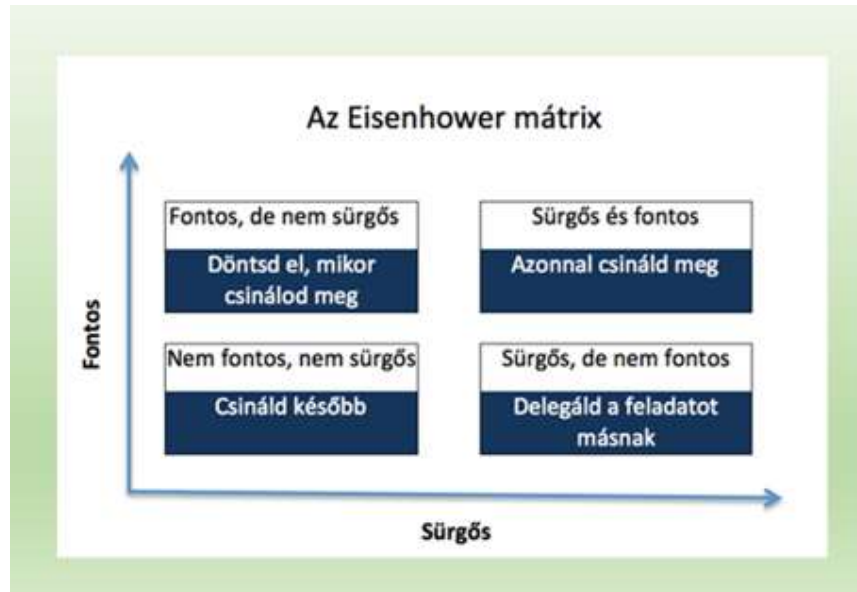 Az Eisenhower mátrix
Fontos
Fontos, de nem sürgős
Döntsd el, mikor
csinálod meg
Sürgős és fontos
Azonnal csináld meg
Nem fontos, nem sürgős
Csináld később
Sürgős, de nem fontos
Delegáld a feladatot
másnak
Sürgős